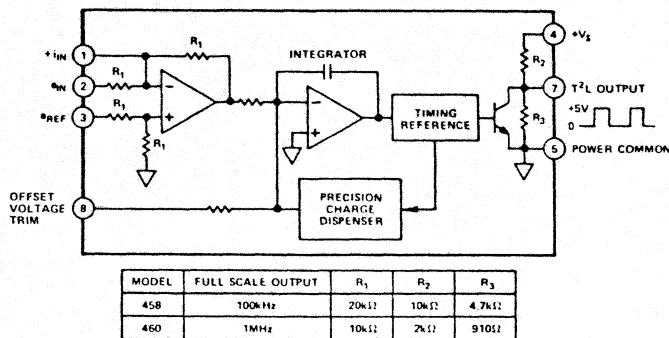 +iIN 1
R1
eIN 2
R1
eREF 3
R1
R1
INTEGRATOR
TIMING
REFERENCE
PRECISION
CHARGE
DISPENSER
OFFSET
VOLTAGE
TRIM
8
4 +VS
R2
7 T²L OUTPUT
R3
+5V
0
5 POWER COMMON
MODEL FULL SCALE OUTPUT R1 R2 R3
458 100kHz 20kΩ 10kΩ 4.7kΩ
460 1MHz 10kΩ 2kΩ 910Ω